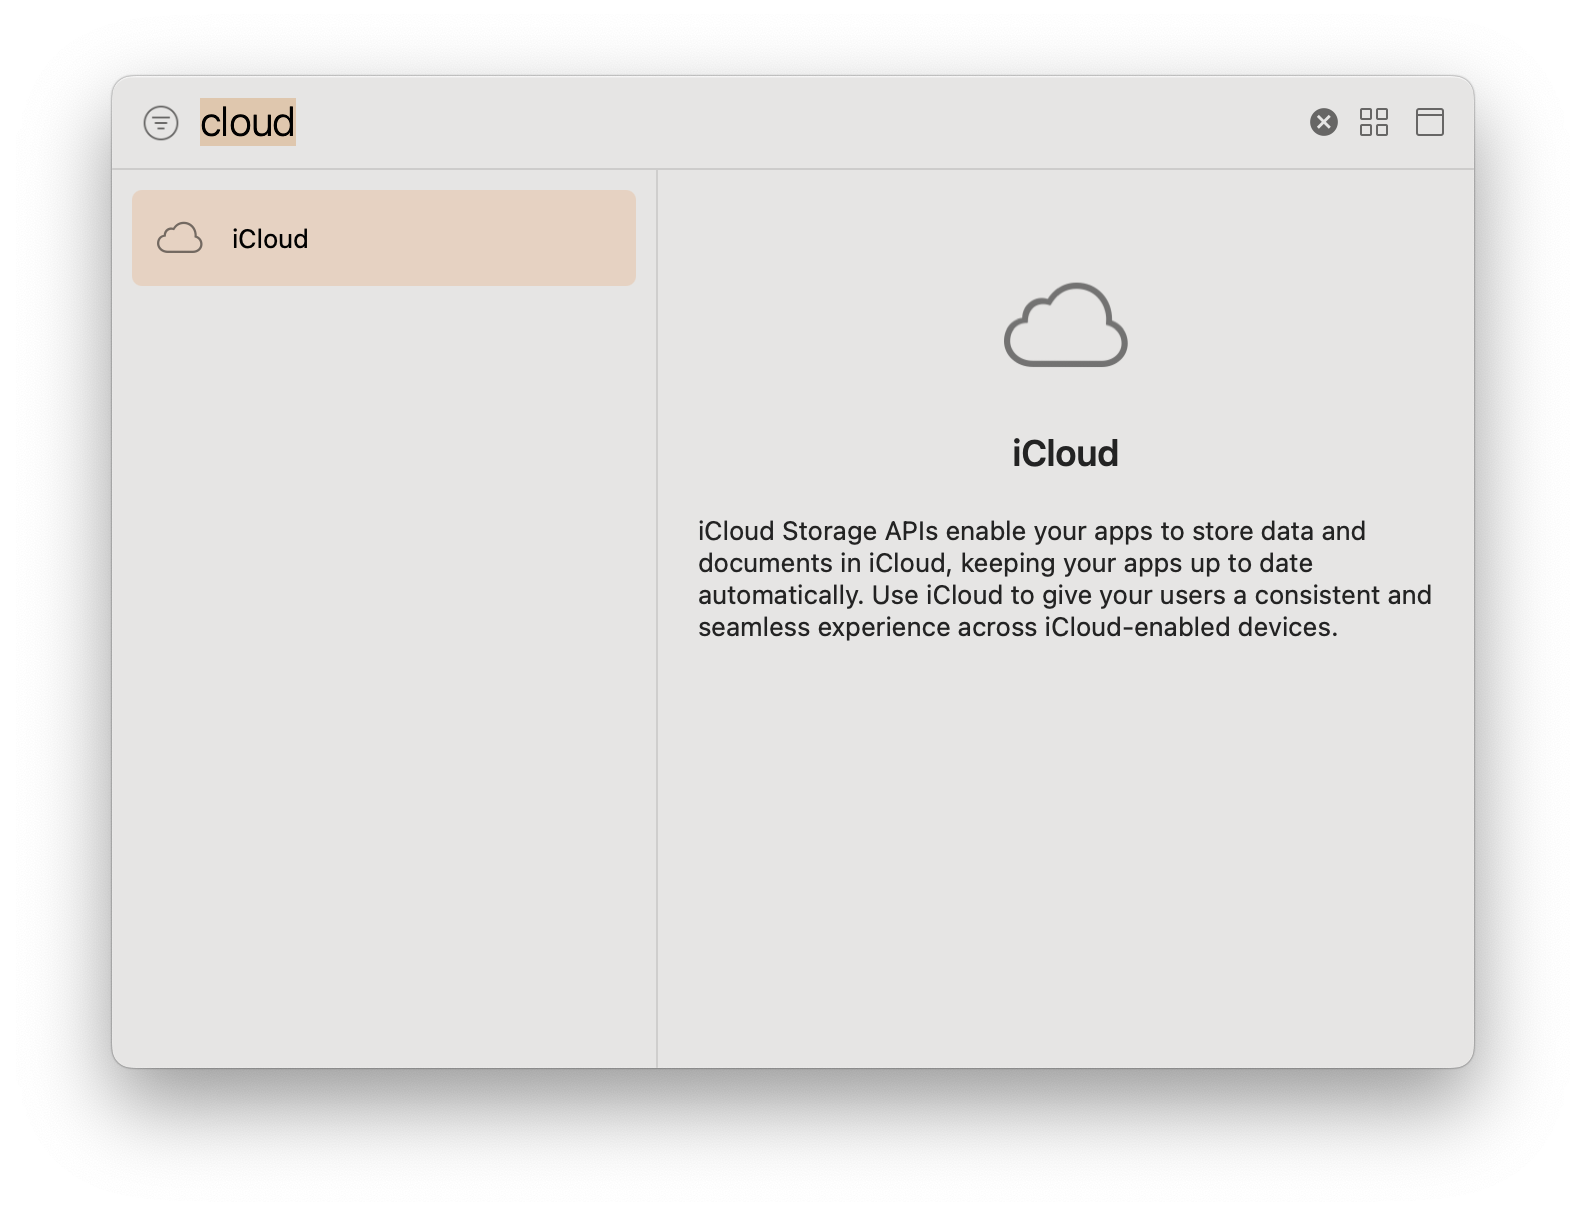 cloud
iCloud
iCloud
iCloud Storage APIs enable your apps to store data and
documents in iCloud, keeping your apps up to date
automatically. Use iCloud to give your users a consistent and
seamless experience across iCloud-enabled devices.